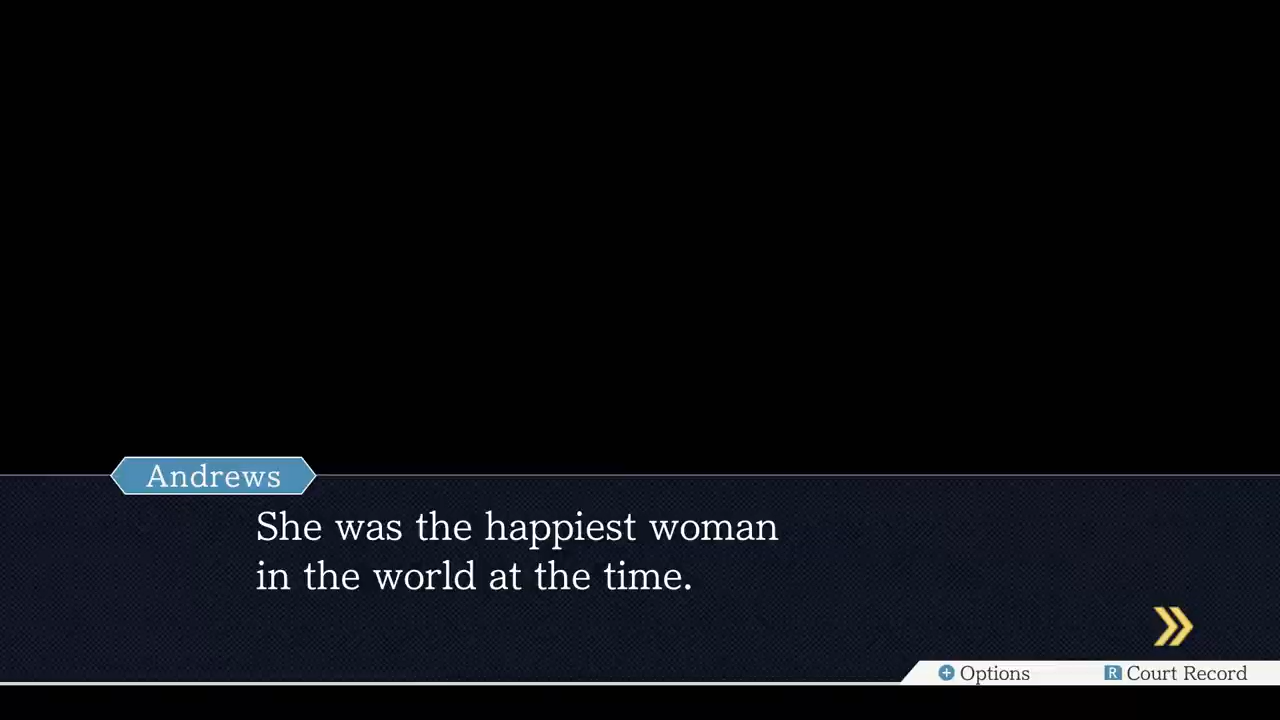 Andrews
She was the happiest woman
in the world at the time.
+ Options
R Court Record